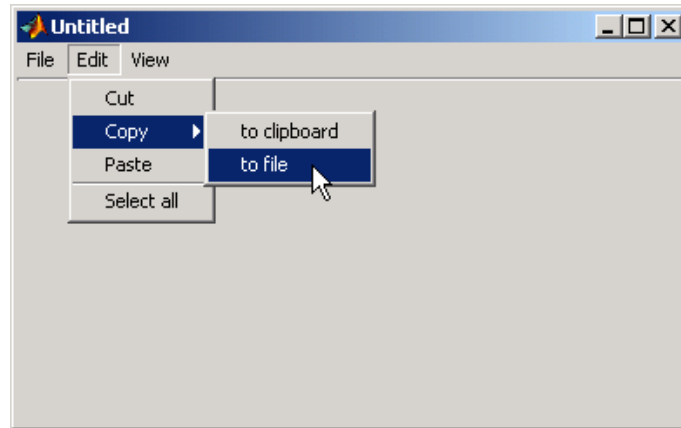 Untitled
File Edit View
Cut
Copy to clipboard
Paste to file
Select all